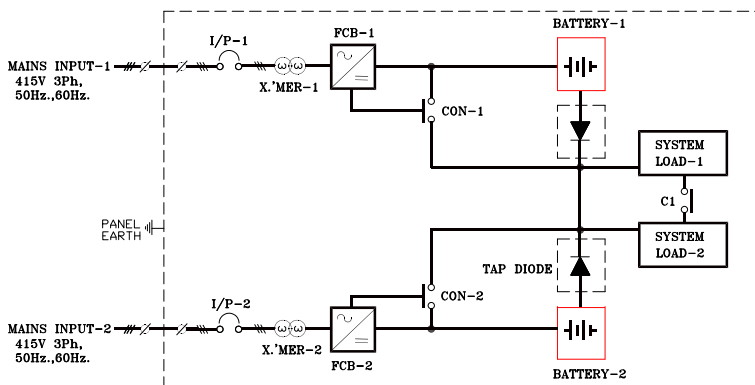 BATTERY-1
FCB-1
I/P-1
MAINS INPUT-1
415V 3Ph,
50Hz.,60Hz.
X.'MER-1
CON-1
SYSTEM
LOAD-1
C1
PANEL
EARTH
SYSTEM
LOAD-2
TAP DIODE
CON-2
I/P-2
MAINS INPUT-2
415V 3Ph,
50Hz.,60Hz.
X.'MER-2
FCB-2
BATTERY-2